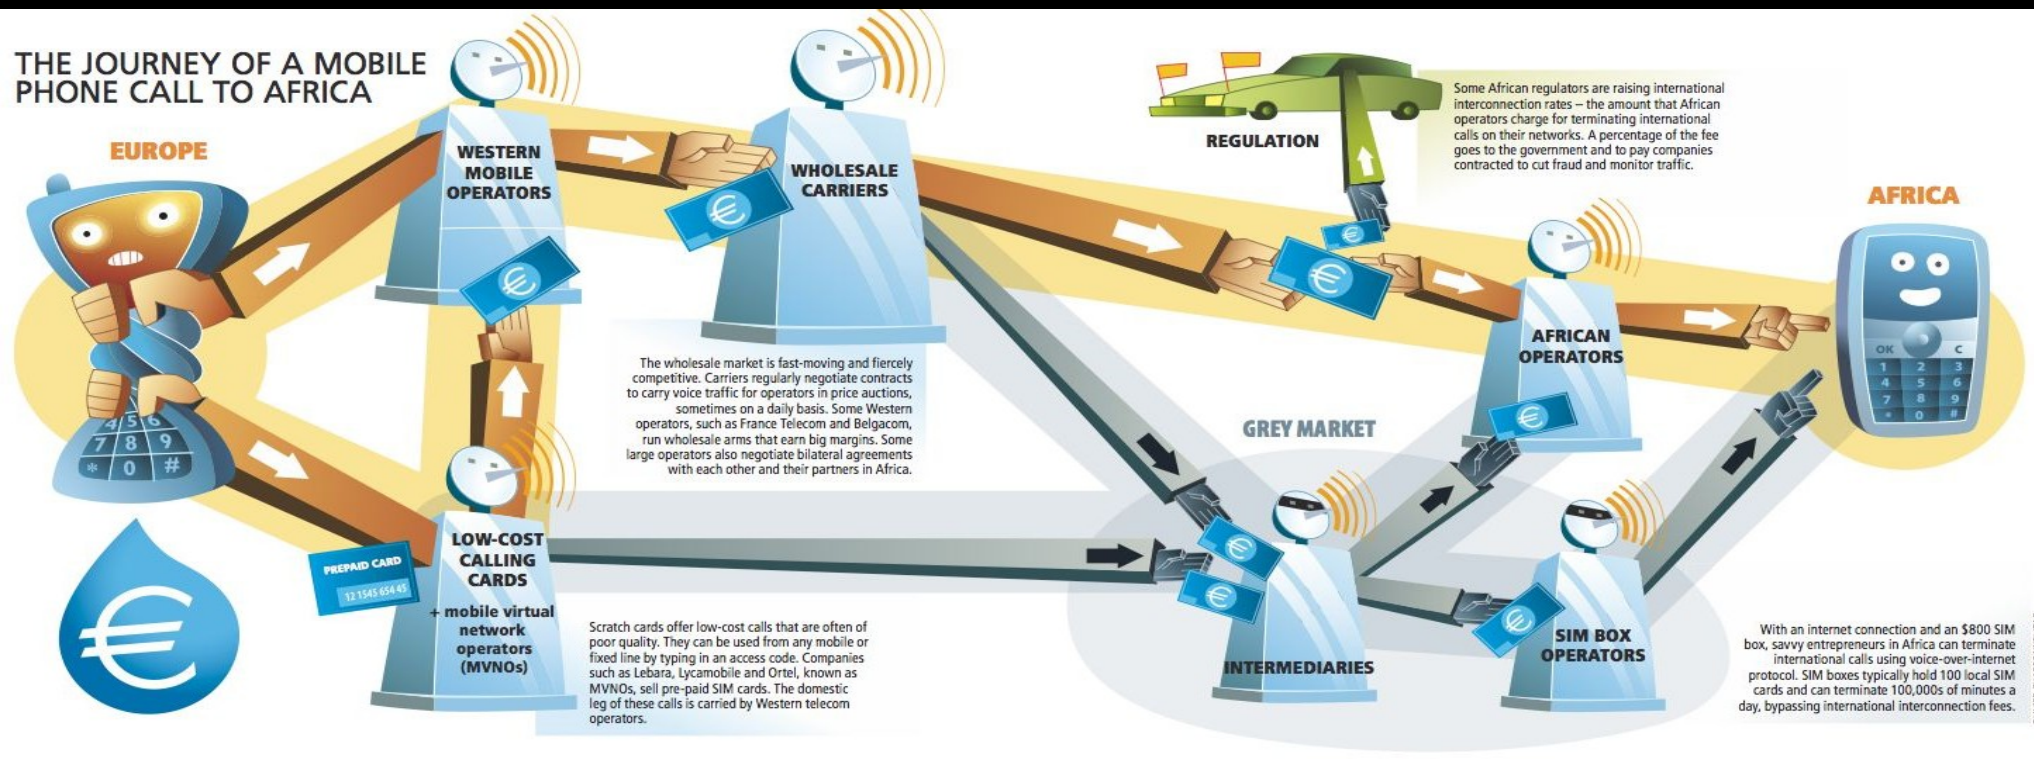 THE JOURNEY OF A MOBILE
PHONE CALL TO AFRICA
EUROPE
WESTERN
MOBILE
OPERATORS
WHOLESALE
CARRIERS
The wholesale market is fast-moving and fiercely
competitive. Carriers regularly negotiate contracts
to carry voice traffic for operators in price auctions,
sometimes on a daily basis. Some Western
operators, such as France Telecom and Belgacom,
run wholesale arms that earn big margins. Some
large operators also negotiate bilateral agreements
with each other and their partners in Africa.
REGULATION
Some African regulators are raising international
interconnection rates – the amount that African
operators charge for terminating international
calls on their networks. A percentage of the fee
goes to the government and to pay companies
contracted to cut fraud and monitor traffic.
AFRICA
AFRICAN
OPERATORS
OK C
1 2 3
4 5 6
7 8 9
* 0 #
4 5 6
7 8 9
* 0 #
€
€
€
€
€
€
€
€
€
PREPAID CARD
12 1545 654 45
LOW-COST
CALLING
CARDS
+ mobile virtual
network
operators
(MVNOs)
Scratch cards offer low-cost calls that are often of
poor quality. They can be used from any mobile or
fixed line by typing in an access code. Companies
such as Lebara, Lycamobile and Ortel, known as
MVNOs, sell pre-paid SIM cards. The domestic
leg of these calls is carried by Western telecom
operators.
GREY MARKET
INTERMEDIARIES
SIM BOX
OPERATORS
With an internet connection and an $800 SIM
box, savvy entrepreneurs in Africa can terminate
international calls using voice-over-internet
protocol. SIM boxes typically hold 100 local SIM
cards and can terminate 100,000s of minutes a
day, bypassing international interconnection fees.